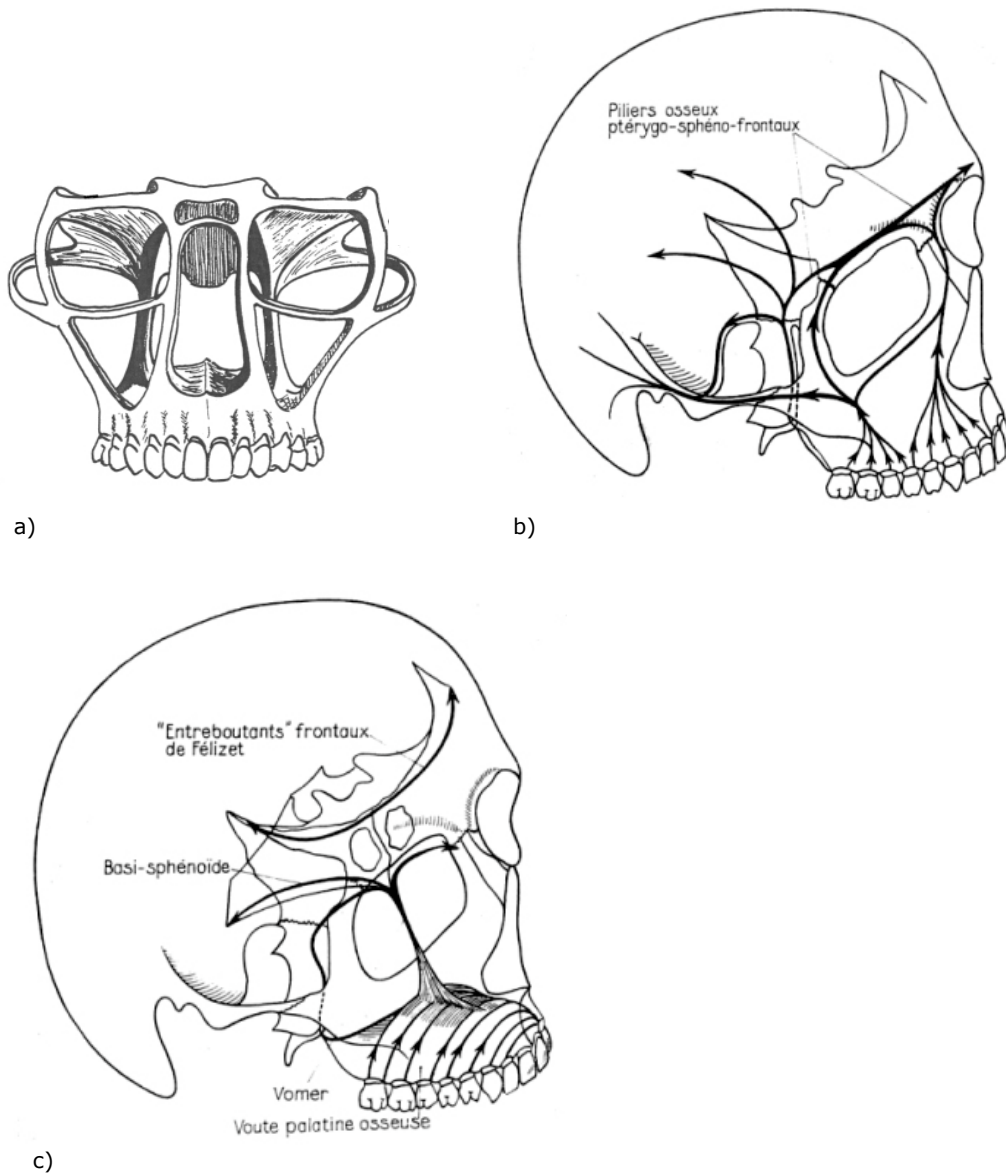 Piliers osseux
ptérygo-sphéno-frontaux
a)
b)
"Entreboutants" frontaux
de Félizet
Basi-sphénoïde
Vomer
Voute palatine osseuse
c)